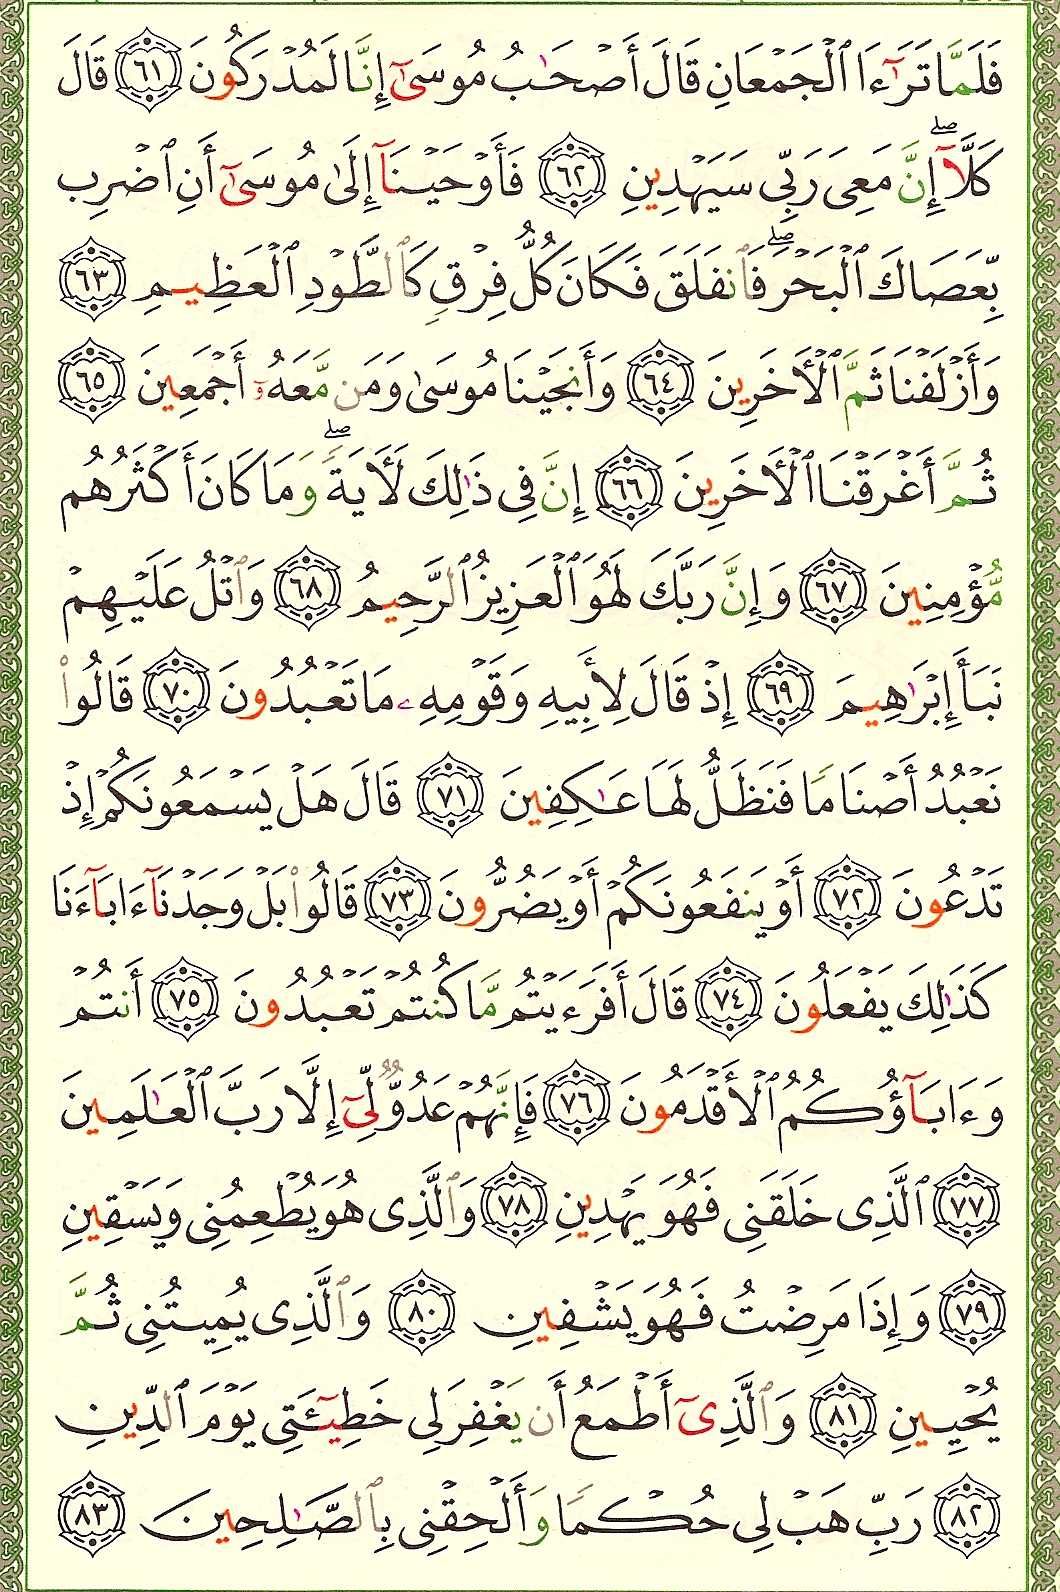 فَلَمَّا تَرَٰٓءَا ٱلۡجَمۡعَانِ قَالَ أَصۡحَٰبُ مُوسَىٰٓ إِنَّا لَمُدۡرَكُونَ ٦١ قَالَ
كَلَّآۖ إِنَّ مَعِىَ رَبِّى سَيَهۡدِينِ ٦٢ فَأَوۡحَيۡنَآ إِلَىٰ مُوسَىٰٓ أَنِ ٱضۡرِب
بِّعَصَاكَ ٱلۡبَحۡرَۖ فَٱنفَلَقَ فَكَانَ كُلُّ فِرۡقٖ كَٱلطَّوۡدِ ٱلۡعَظِيمِ ٦٣
وَأَزۡلَفۡنَا ثَمَّ ٱلۡأٓخَرِينَ ٦٤ وَأَنجَيۡنَا مُوسَىٰ وَمَن مَّعَهُۥٓ أَجۡمَعِينَ ٦٥
ثُمَّ أَغۡرَقۡنَا ٱلۡأٓخَرِينَ ٦٦ إِنَّ فِى ذَٰلِكَ لَأٓيَةٗۖ وَمَا كَانَ أَكۡثَرُهُم
مُّؤۡمِنِينَ ٦٧ وَإِنَّ رَبَّكَ لَهُوَ ٱلۡعَزِيزُ ٱلرَّحِيمُ ٦٨ وَٱتۡلُ عَلَيۡهِمۡ
نَبَأَ إِبۡرَٰهِيمَ ٦٩ إِذۡ قَالَ لِأَبِيهِ وَقَوۡمِهِۦ مَا تَعۡبُدُونَ ٧٠ قَالُوا۟
نَعۡبُدُ أَصۡنَامٗا فَنَظَلُّ لَهَا عَٰكِفِينَ ٧١ قَالَ هَلۡ يَسۡمَعُونَكُمۡ إِذۡ
تَدۡعُونَ ٧٢ أَوۡ يَنفَعُونَكُمۡ أَوۡ يَضُرُّونَ ٧٣ قَالُوا۟ بَلۡ وَجَدۡنَآ ءَابَآءَنَا
كَذَٰلِكَ يَفۡعَلُونَ ٧٤ قَالَ أَفَرَءَيۡتُم مَّا كُنتُمۡ تَعۡبُدُونَ ٧٥ أَنتُمۡ
وَءَابَآؤُكُمُ ٱلۡأَقۡدَمُونَ ٧٦ فَإِنَّهُمۡ عَدُوّٞ لِّىٓ إِلَّا رَبَّ ٱلۡعَٰلَمِينَ
٧٧ ٱلَّذِى خَلَقَنِى فَهُوَ يَهۡدِينِ ٧٨ وَٱلَّذِى هُوَ يُطۡعِمُنِى وَيَسۡقِينِ
٧٩ وَإِذَا مَرِضۡتُ فَهُوَ يَشۡفِينِ ٨٠ وَٱلَّذِى يُمِيتُنِى ثُمَّ
يُحۡيِينِ ٨١ وَٱلَّذِىٓ أَطۡمَعُ أَن يَغۡفِرَ لِى خَطِيٓـَٔتِى يَوۡمَ ٱلدِّينِ
٨٢ رَبِّ هَبۡ لِى حُكۡمٗا وَأَلۡحِقۡنِى بِٱلصَّٰلِحِينَ ٨٣